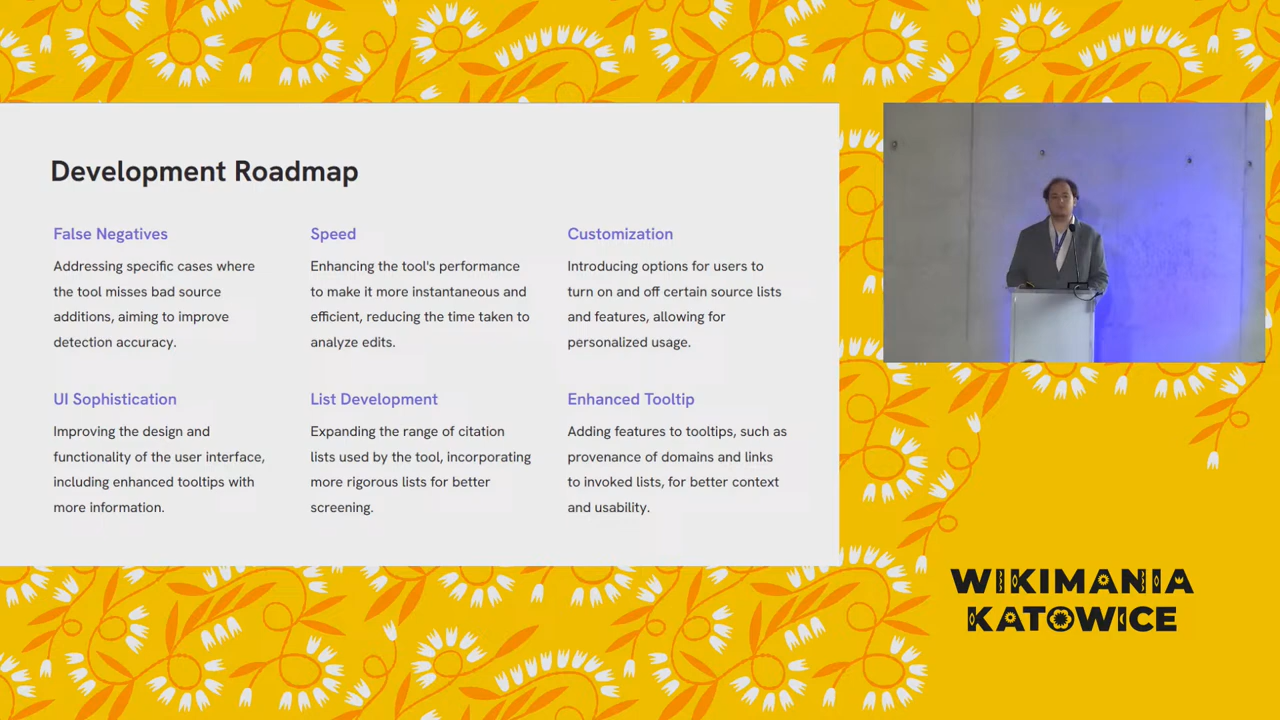 Development Roadmap
False Negatives
Addressing specific cases where
the tool misses bad source
additions, aiming to improve
detection accuracy.
Speed
Enhancing the tool's performance
to make it more instantaneous and
efficient, reducing the time taken to
analyze edits.
Customization
Introducing options for users to
turn on and off certain source lists
and features, allowing for
personalized usage.
UI Sophistication
Improving the design and
functionality of the user interface,
including enhanced tooltips with
more information.
List Development
Expanding the range of citation
lists used by the tool, incorporating
more rigorous lists for better
screening.
Enhanced Tooltip
Adding features to tooltips, such as
provenance of domains and links
to invoked lists, for better context
and usability.
WIKIMANIA
KATOWICE